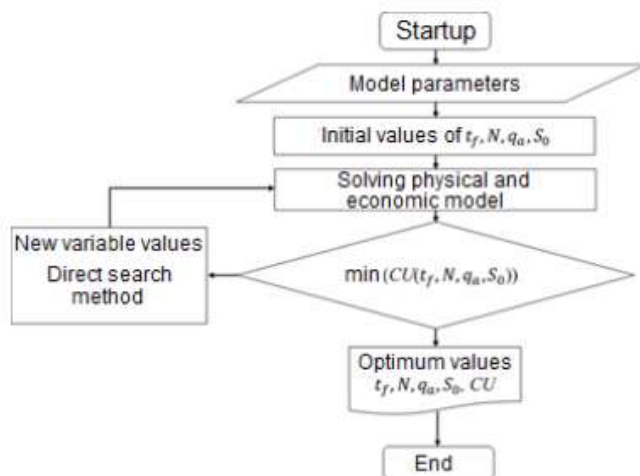 Startup
Model parameters
Initial values of t_f, N, q_a, S_0
Solving physical and
economic model
New variable values
Direct search
method
min (CU(t_f, N, q_a, S_0))
Optimum values
t_f, N, q_a, S_0. CU
End